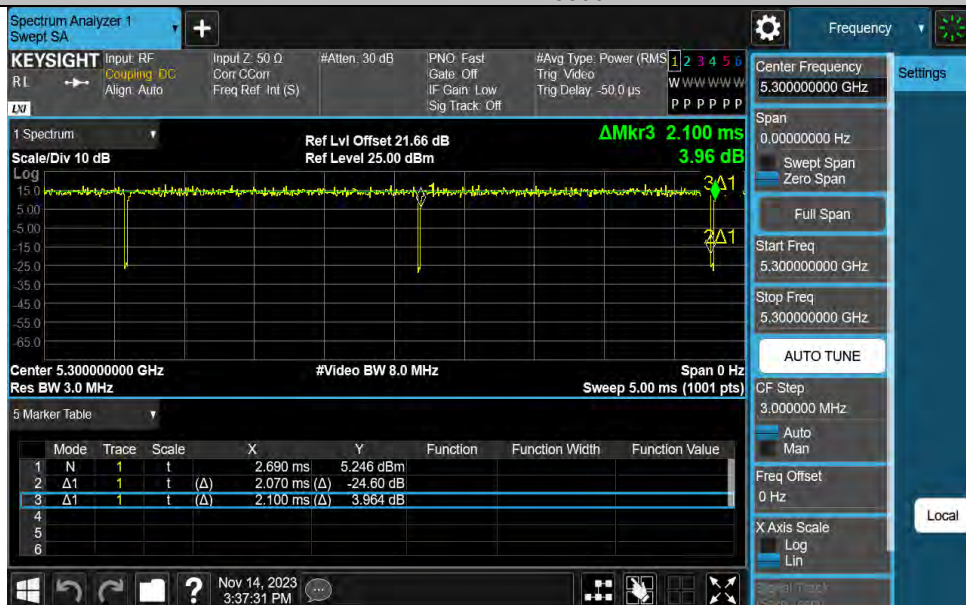 Spectrum Analyzer 1
Swept SA
Frequency
KEYSIGHT
RL
LXI
Input: RF
Coupling: DC
Align: Auto
Input Z: 50 Ω
Corr CCorr
Freq Ref: Int (S)
#Atten: 30 dB
PNO: Fast
Gate: Off
IF Gain: Low
Sig Track: Off
#Avg Type: Power (RMS
Trig: Video
Trig Delay: -50.0 µs
1 2 3 4 5 6
W W W W W W
P P P P P P
1 Spectrum
Scale/Div 10 dB
Ref Lvl Offset 21.66 dB
Ref Level 25.00 dBm
ΔMkr3 2.100 ms
3.96 dB
Log
15.0
5.00
-5.00
-15.0
-25.0
-35.0
-45.0
-55.0
-65.0
1
3Δ1
2Δ1
Center 5.300000000 GHz
#Video BW 8.0 MHz
Span 0 Hz
Res BW 3.0 MHz
Sweep 5.00 ms (1001 pts)
5 Marker Table
Mode Trace Scale X Y Function Function Width Function Value
1 N 1 t 2.690 ms 5.246 dBm
2 Δ1 1 t (Δ) 2.070 ms (Δ) -24.60 dB
3 Δ1 1 t (Δ) 2.100 ms (Δ) 3.964 dB
4
5
6
?
Nov 14, 2023
3:37:31 PM
Center Frequency
5.300000000 GHz
Span
0.00000000 Hz
Swept Span
Zero Span
Full Span
Start Freq
5.300000000 GHz
Stop Freq
5.300000000 GHz
AUTO TUNE
CF Step
3.000000 MHz
Auto
Man
Freq Offset
0 Hz
X Axis Scale
Log
Lin
Signal Track
Settings
Local